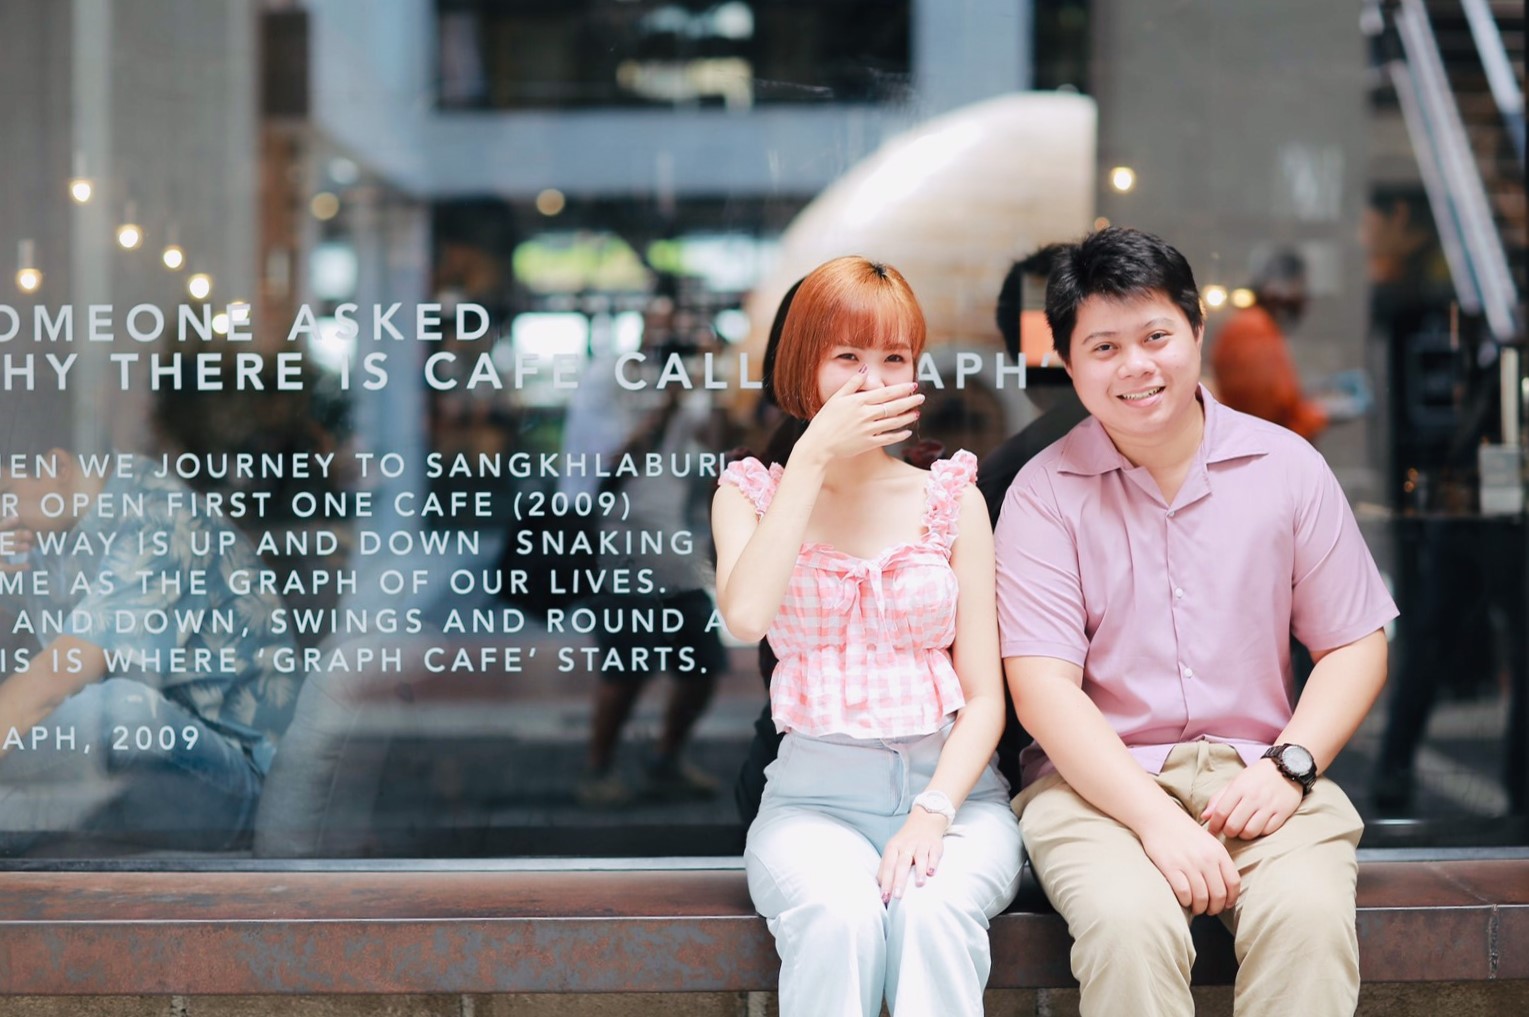 OMEONE ASKED
HY THERE IS CAFE CALL APH'
EN WE JOURNEY TO SANGKHLABURI
R OPEN FIRST ONE CAFE (2009)
E WAY IS UP AND DOWN SNAKING
ME AS THE GRAPH OF OUR LIVES.
AND DOWN, SWINGS AND ROUND A
IS IS WHERE ‘GRAPH CAFE’ STARTS.
APH, 2009